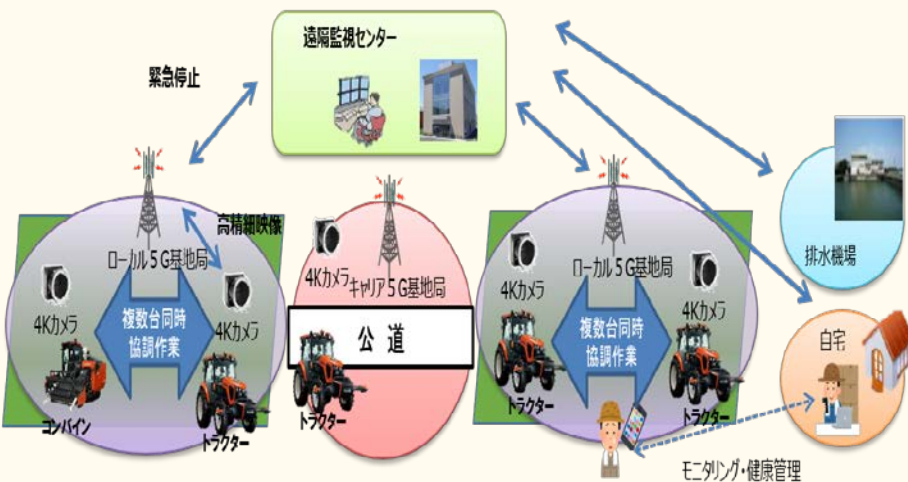 遠隔監視センター
緊急停止
高精細映像
ローカル5G基地局
4Kカメラ
4Kカメラ
複数台同時
協調作業
コンバイン
トラクター
4Kカメラ
キャリア5G基地局
公道
トラクター
ローカル5G基地局
4Kカメラ
4Kカメラ
複数台同時
協調作業
トラクター
トラクター
排水機場
自宅
モニタリング・健康管理